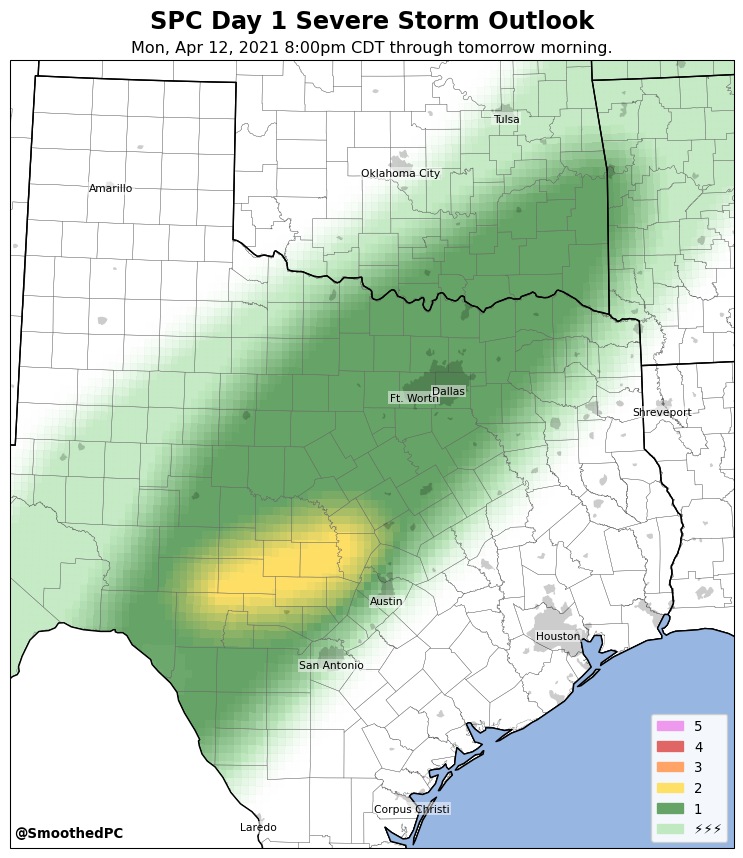 SPC Day 1 Severe Storm Outlook
Mon, Apr 12, 2021 8:00pm CDT through tomorrow morning.
Tulsa
Oklahoma City
Amarillo
Dallas
Ft. Worth
Shreveport
Austin
Houston
San Antonio
5
4
3
2
1
⚡⚡⚡
Corpus Christi
Laredo
@SmoothedPC